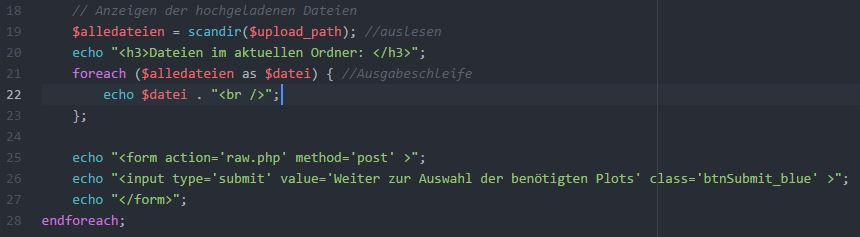 18 // Anzeigen der hochgeladenen Dateien
19 $alledateien = scandir($upload_path); //auslesen
20 echo "<h3>Dateien im aktuellen Ordner: </h3>";
21 foreach ($alledateien as $datei) { //Ausgabeschleife
22 echo $datei . "<br />";
23 };
24
25 echo "<form action='raw.php' method='post' >";
26 echo "<input type='submit' value='Weiter zur Auswahl der benötigten Plots' class='btnSubmit_blue' >";
27 echo "</form>";
28 endforeach;